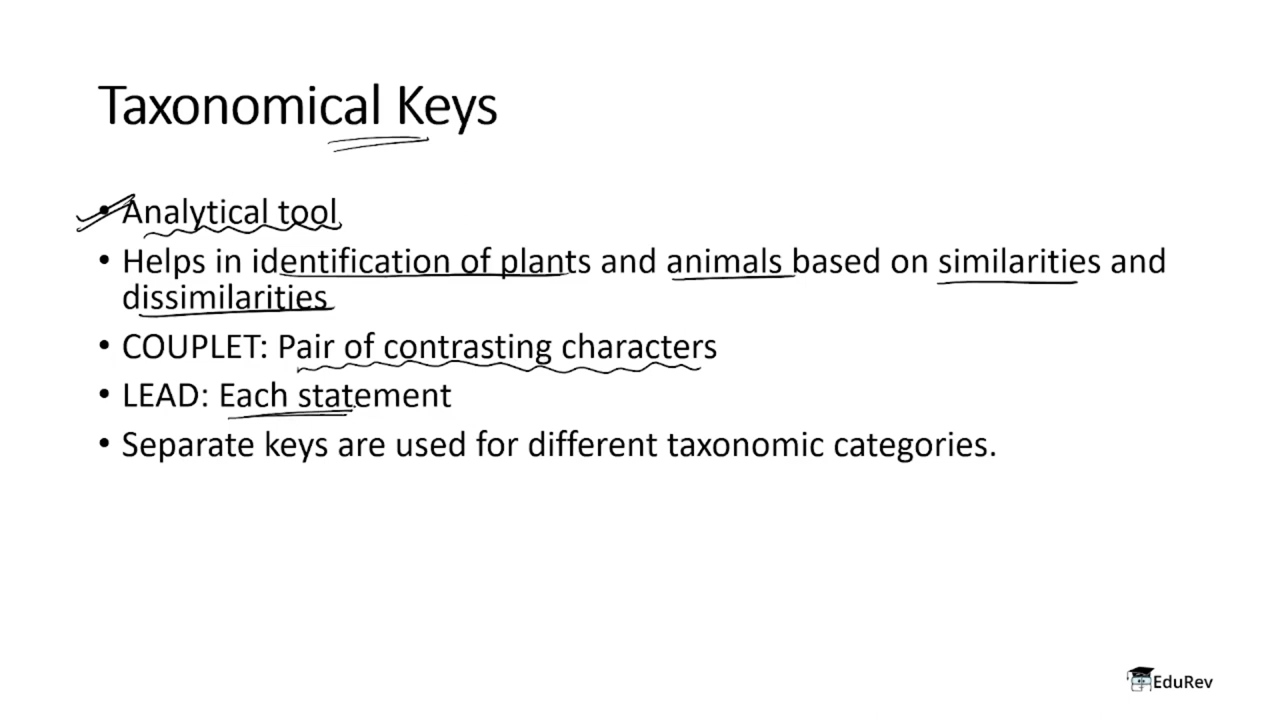 Taxonomical Keys
• Analytical tool
• Helps in identification of plants and animals based on similarities and
dissimilarities
• COUPLET: Pair of contrasting characters
• LEAD: Each statement
• Separate keys are used for different taxonomic categories.
EduRev